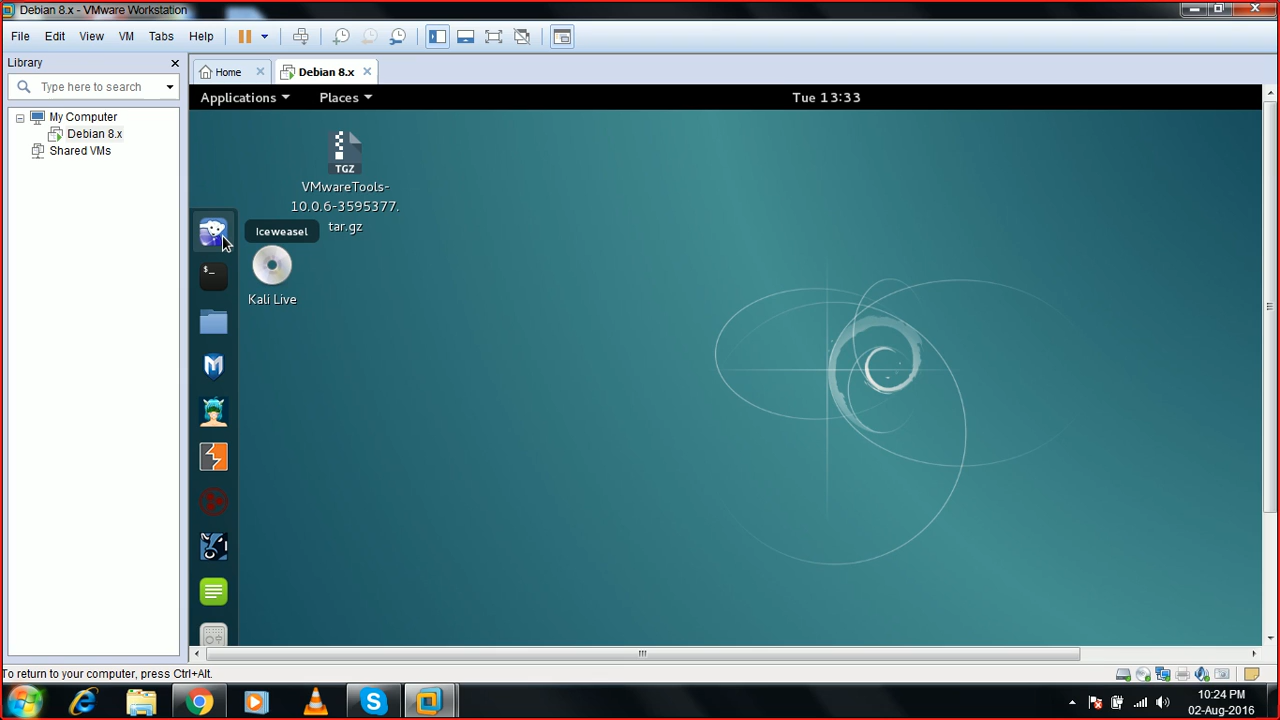 Debian 8.x - VMware Workstation
File Edit View VM Tabs Help
Library
Type here to search
My Computer
Debian 8.x
Shared VMs
Home
Debian 8.x
Applications Places Tue 13:33
TGZ
VMwareTools-
10.0.6-3595377.
tar.gz
Iceweasel
$_
Kali Live
To return to your computer, press Ctrl+Alt.
10:24 PM
02-Aug-2016